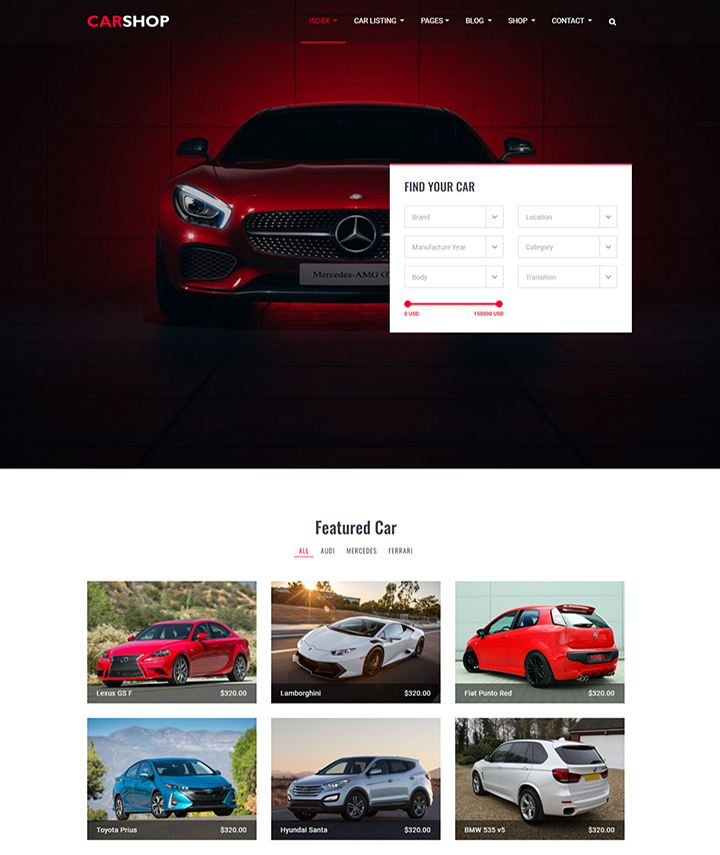 CARSHOP INDEX CAR LISTING PAGES BLOG SHOP CONTACT
FIND YOUR CAR
Brand Location
Manufacture Year Category
Body Transition
0 USD 150000 USD
Mercedes-AMG G
Featured Car
ALL AUDI MERCEDES FERRARI
Lexus GS F $320.00 Lamborghini $320.00 Fiat Punto Red $320.00
Toyota Prius $320.00 Hyundai Santa $320.00 BMW 535 v5 $320.00